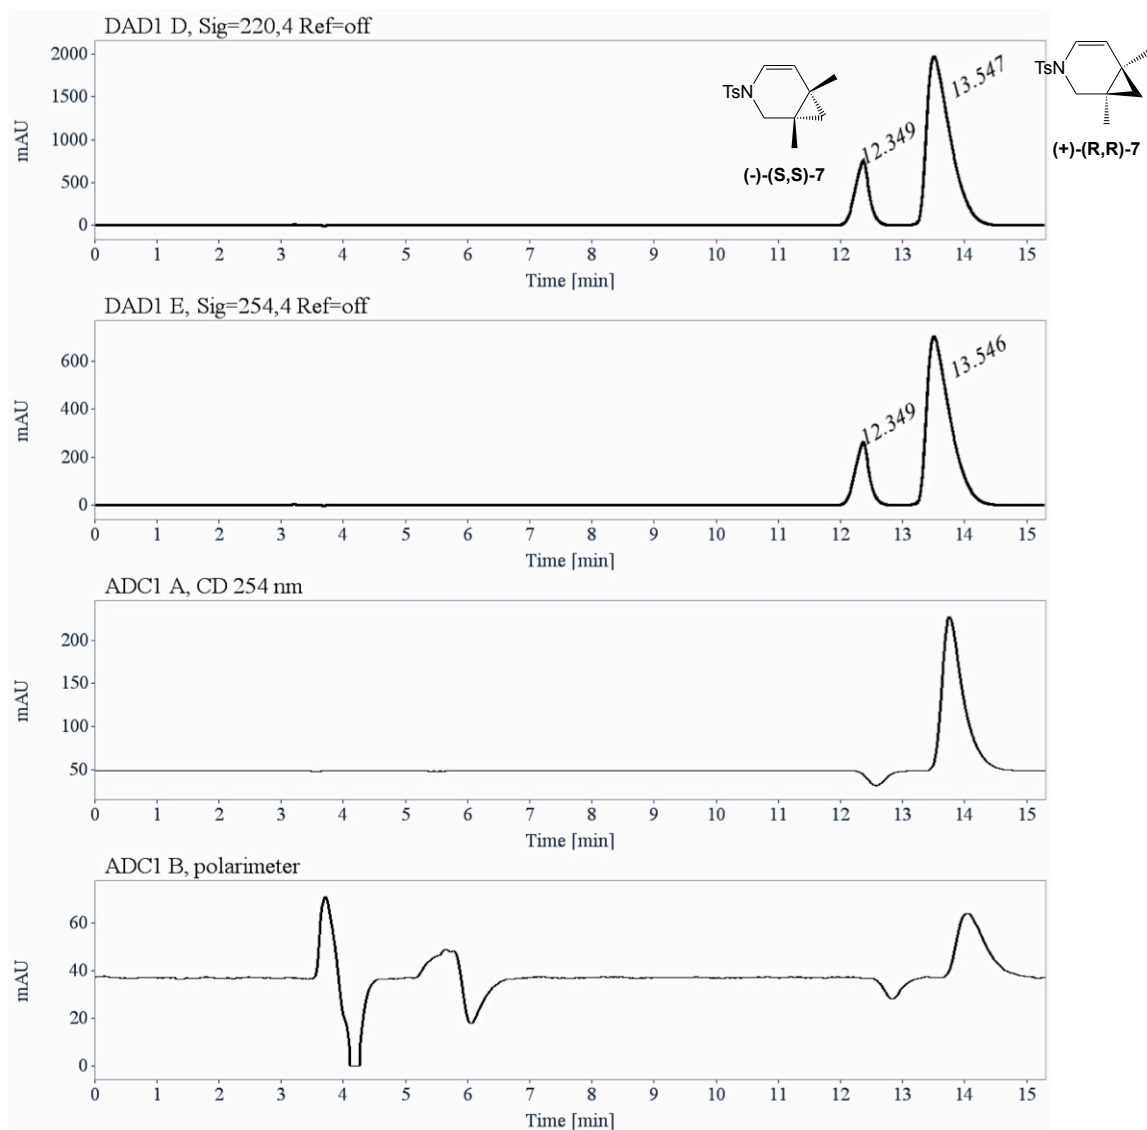 DAD1 D, Sig=220,4 Ref=off
2000
1500
1000
500
0
mAU
12.349
13.547
TsN
(-)-(S,S)-7
TsN
(+)-(R,R)-7
0 1 2 3 4 5 6 7 8 9 10 11 12 13 14 15
Time [min]
DAD1 E, Sig=254,4 Ref=off
600
400
200
0
mAU
12.349
13.546
0 1 2 3 4 5 6 7 8 9 10 11 12 13 14 15
Time [min]
ADC1 A, CD 254 nm
200
150
100
50
mAU
0 1 2 3 4 5 6 7 8 9 10 11 12 13 14 15
Time [min]
ADC1 B, polarimeter
60
40
20
0
mAU
0 1 2 3 4 5 6 7 8 9 10 11 12 13 14 15
Time [min]